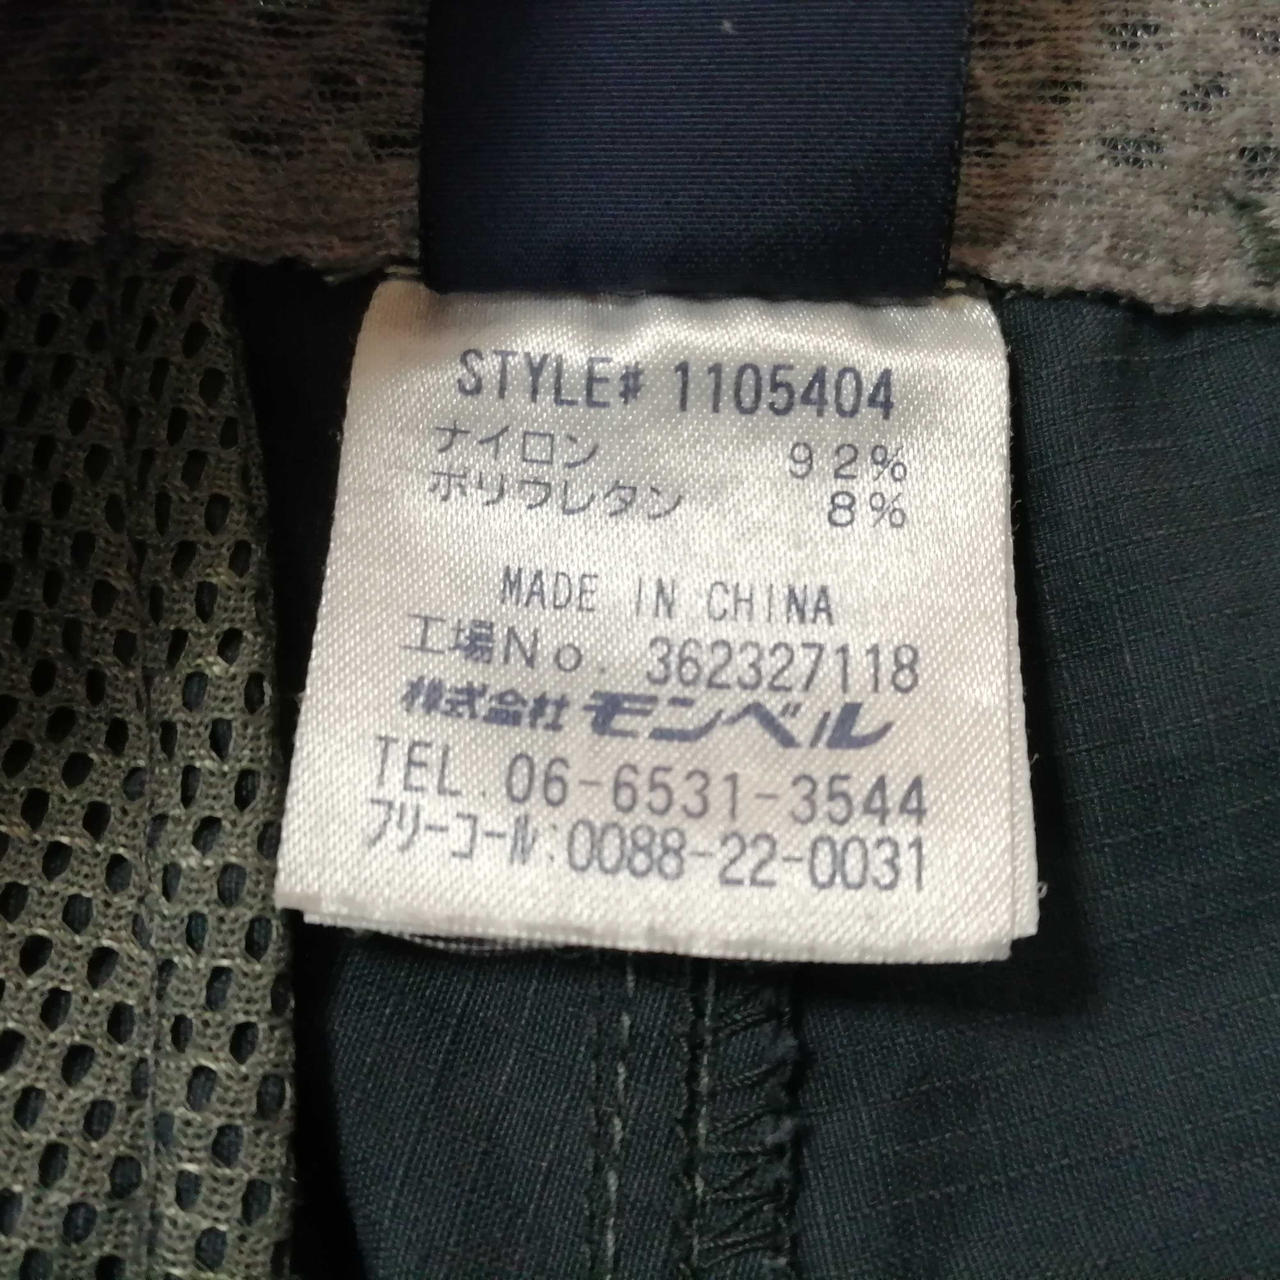 STYLE# 1105404
ナイロン 92%
ポリウレタン 8%
MADE IN CHINA
工場No. 362327118
株式会社 モンベル
TEL. 06-6531-3544
フリーコール:0088-22-0031